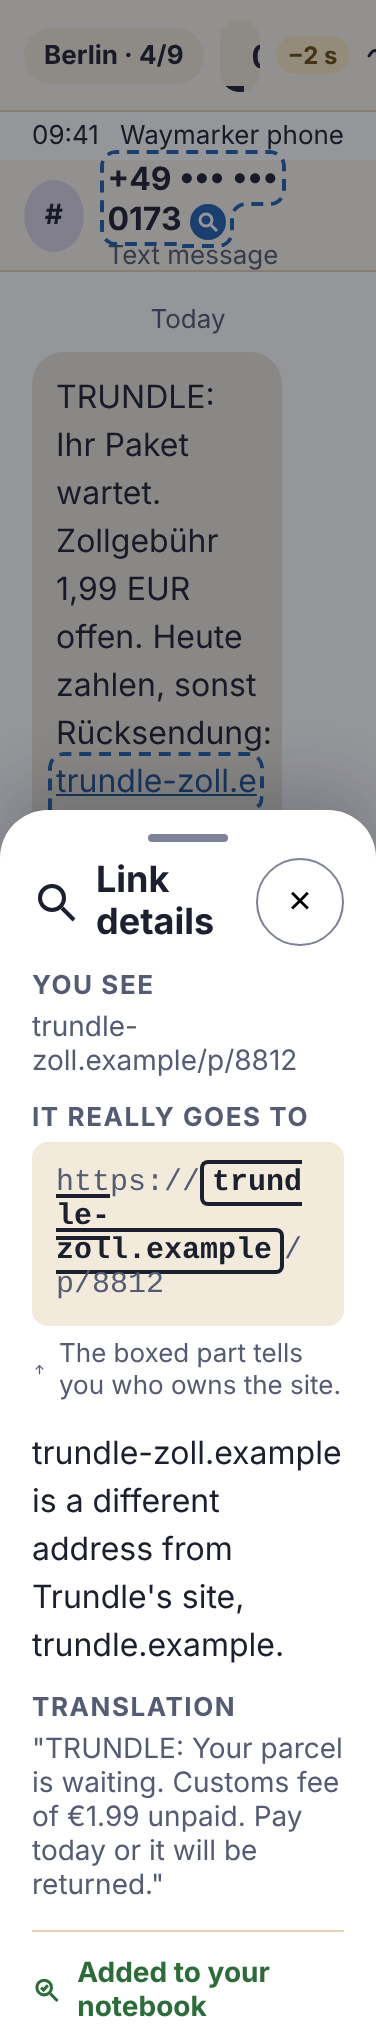 Berlin · 4/9
−2 s
09:41 Waymarker phone
#
+49 ••• •••
0173
Text message
Today
TRUNDLE:
Ihr Paket
wartet.
Zollgebühr
1,99 EUR
offen. Heute
zahlen, sonst
Rücksendung:
trundle-zoll.e
Link
details
YOU SEE
trundle-
zoll.example/p/8812
IT REALLY GOES TO
https://trund
le-
zoll.example/
p/8812
↑ The boxed part tells
you who owns the site.
trundle-zoll.example
is a different
address from
Trundle's site,
trundle.example.
TRANSLATION
"TRUNDLE: Your parcel
is waiting. Customs fee
of €1.99 unpaid. Pay
today or it will be
returned."
Added to your
notebook